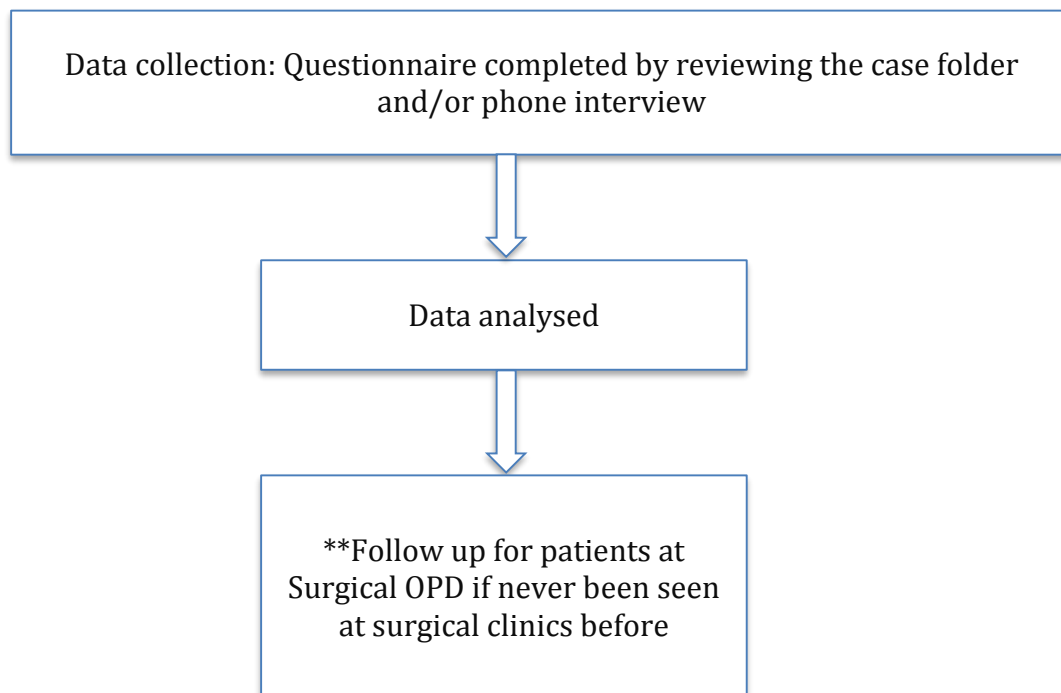 Data collection: Questionnaire completed by reviewing the case folder
and/or phone interview
Data analysed
**Follow up for patients at
Surgical OPD if never been seen
at surgical clinics before